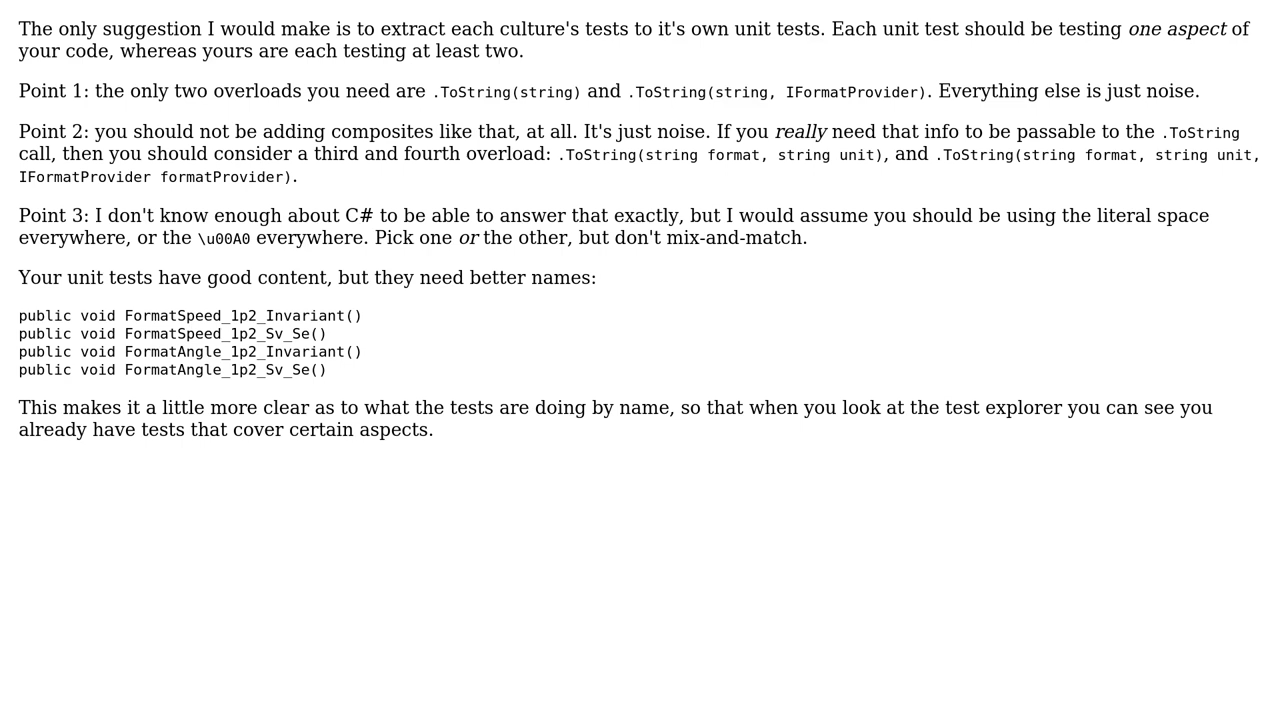 The only suggestion I would make is to extract each culture's tests to it's own unit tests. Each unit test should be testing one aspect of
your code, whereas yours are each testing at least two.
Point 1: the only two overloads you need are .ToString(string) and .ToString(string, IFormatProvider). Everything else is just noise.
Point 2: you should not be adding composites like that, at all. It's just noise. If you really need that info to be passable to the .ToString
call, then you should consider a third and fourth overload: .ToString(string format, string unit), and .ToString(string format, string unit,
IFormatProvider formatProvider).
Point 3: I don't know enough about C# to be able to answer that exactly, but I would assume you should be using the literal space
everywhere, or the \u00A0 everywhere. Pick one or the other, but don't mix-and-match.
Your unit tests have good content, but they need better names:
public void FormatSpeed_1p2_Invariant()
public void FormatSpeed_1p2_Sv_Se()
public void FormatAngle_1p2_Invariant()
public void FormatAngle_1p2_Sv_Se()
This makes it a little more clear as to what the tests are doing by name, so that when you look at the test explorer you can see you
already have tests that cover certain aspects.